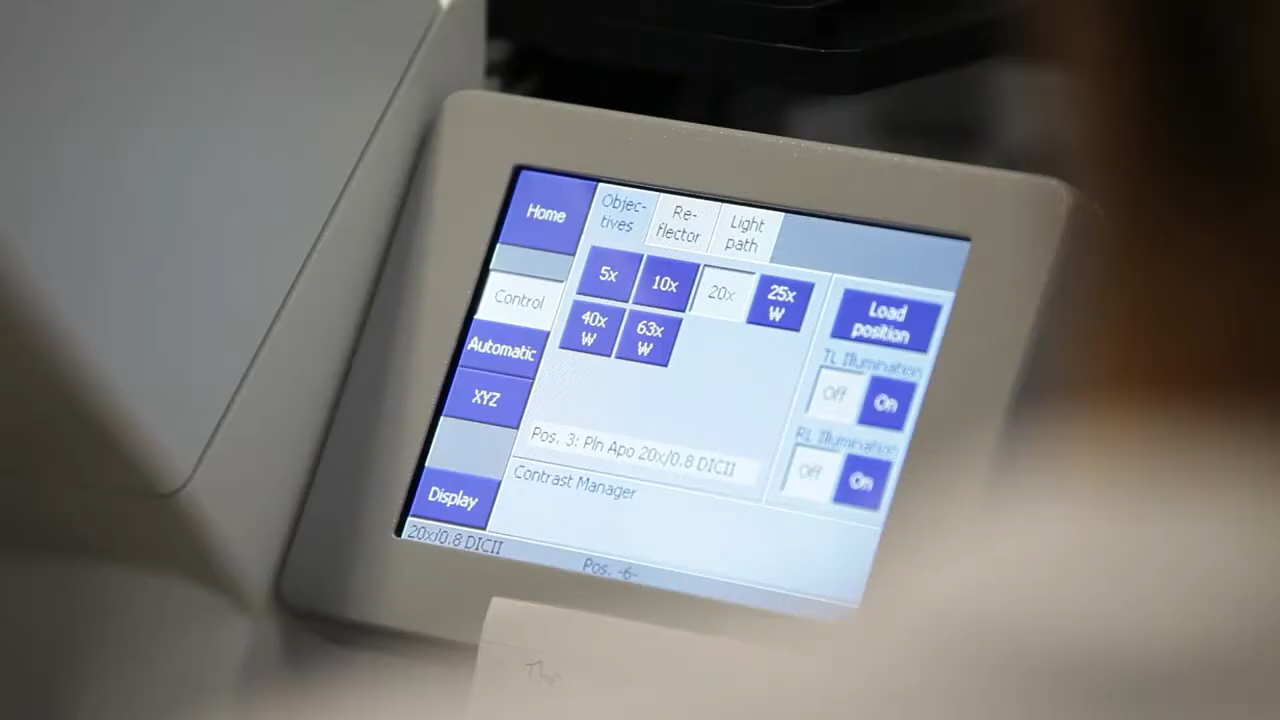 Home
Objec-
tives
Re-
flector
Light
path
Control
Automatic
XYZ
Display
5x
10x
20x
25x
W
40x
W
63x
W
Load
position
TL Illumination
Off
On
RL Illumination
Off
On
Pos. 3: Pln Apo 20x/0.8 DICII
Contrast Manager
20x/0.8 DICII
Pos. -6-
The